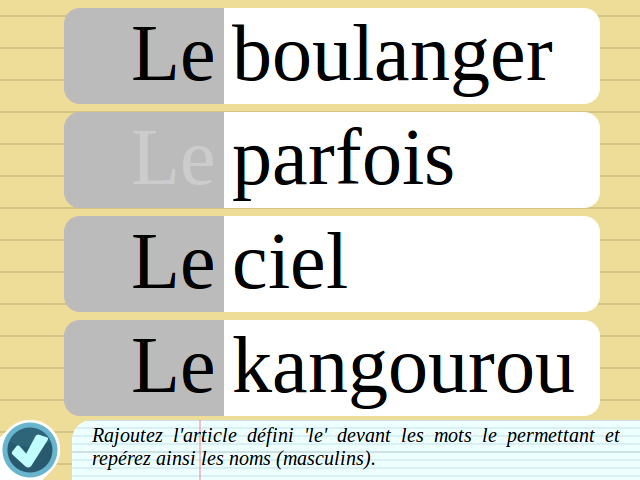 Le boulanger
Le parfois
Le ciel
Le kangourou
Rajoutez l'article défini 'le' devant les mots le permettant et
repérez ainsi les noms (masculins).